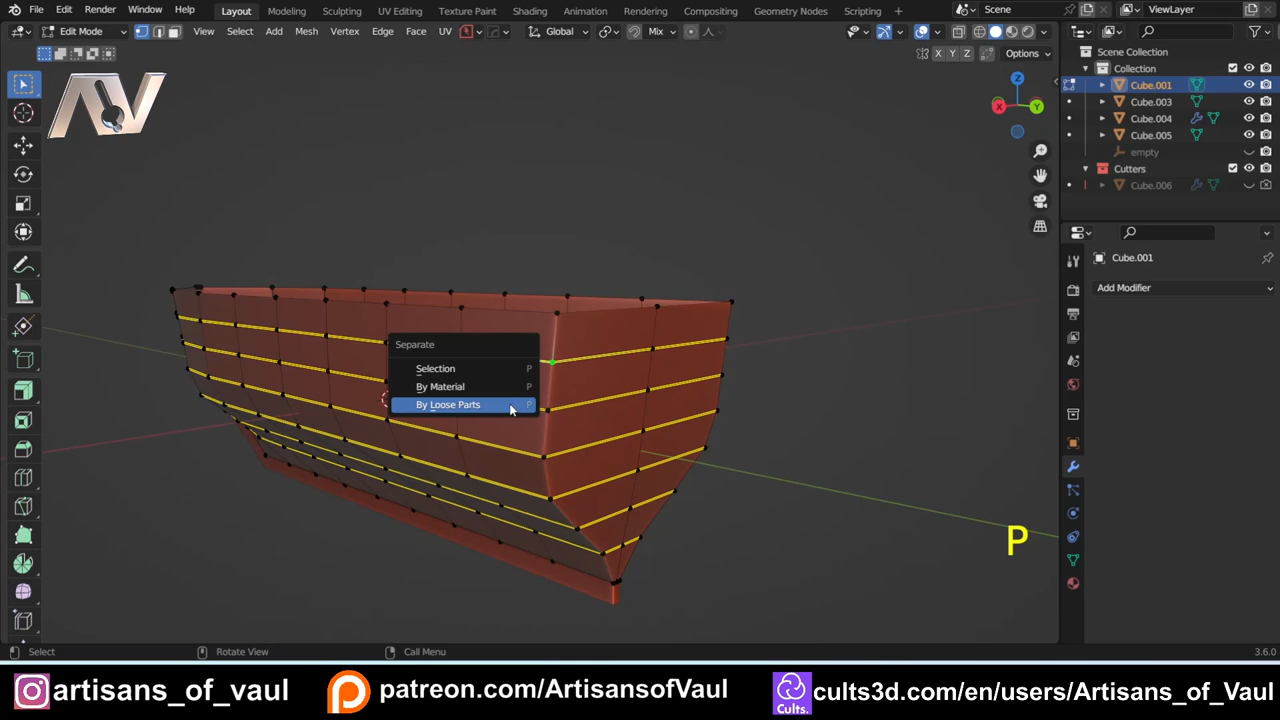 File Edit Render Window Help Layout Modeling Sculpting UV Editing Texture Paint Shading Animation Rendering Compositing Geometry Nodes Scripting + Scene ViewLayer
Edit Mode View Select Add Mesh Vertex Edge Face UV Global Mix
X Y Z Options
Scene Collection
Collection
Cube.001
Cube.003
Cube.004
Cube.005
empty
Cutters
Cube.006
AV
Z
X Y
Cube.001
Add Modifier
Separate
Selection P
By Material P
By Loose Parts P
P
Select Rotate View Call Menu 3.6.0
artisans_of_vaul patreon.com/ArtisansofVaul Cults. cults3d.com/en/users/Artisans_of_Vaul